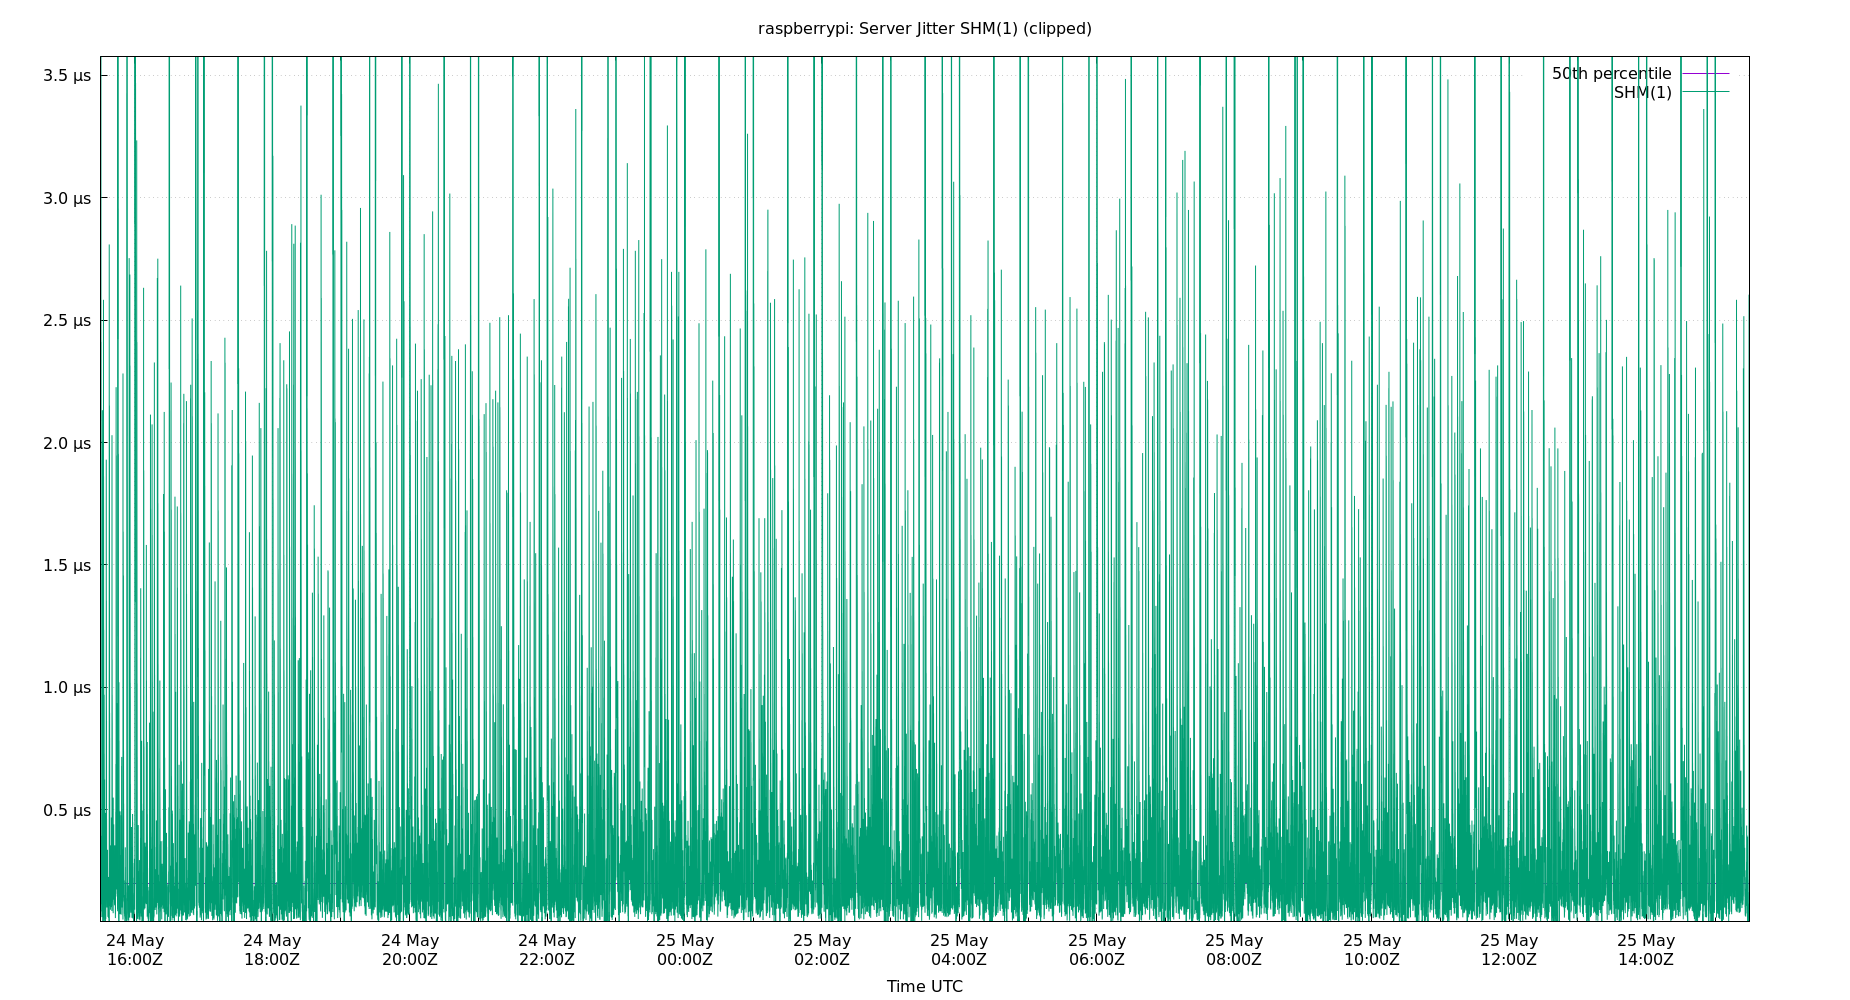 raspberrypi: Server Jitter SHM(1) (clipped)
3.5 µs
3.0 µs
2.5 µs
2.0 µs
1.5 µs
1.0 µs
0.5 µs
50th percentile
SHM(1)
24 May 24 May 24 May 24 May 25 May 25 May 25 May 25 May 25 May 25 May 25 May 25 May
16:00Z 18:00Z 20:00Z 22:00Z 00:00Z 02:00Z 04:00Z 06:00Z 08:00Z 10:00Z 12:00Z 14:00Z
Time UTC